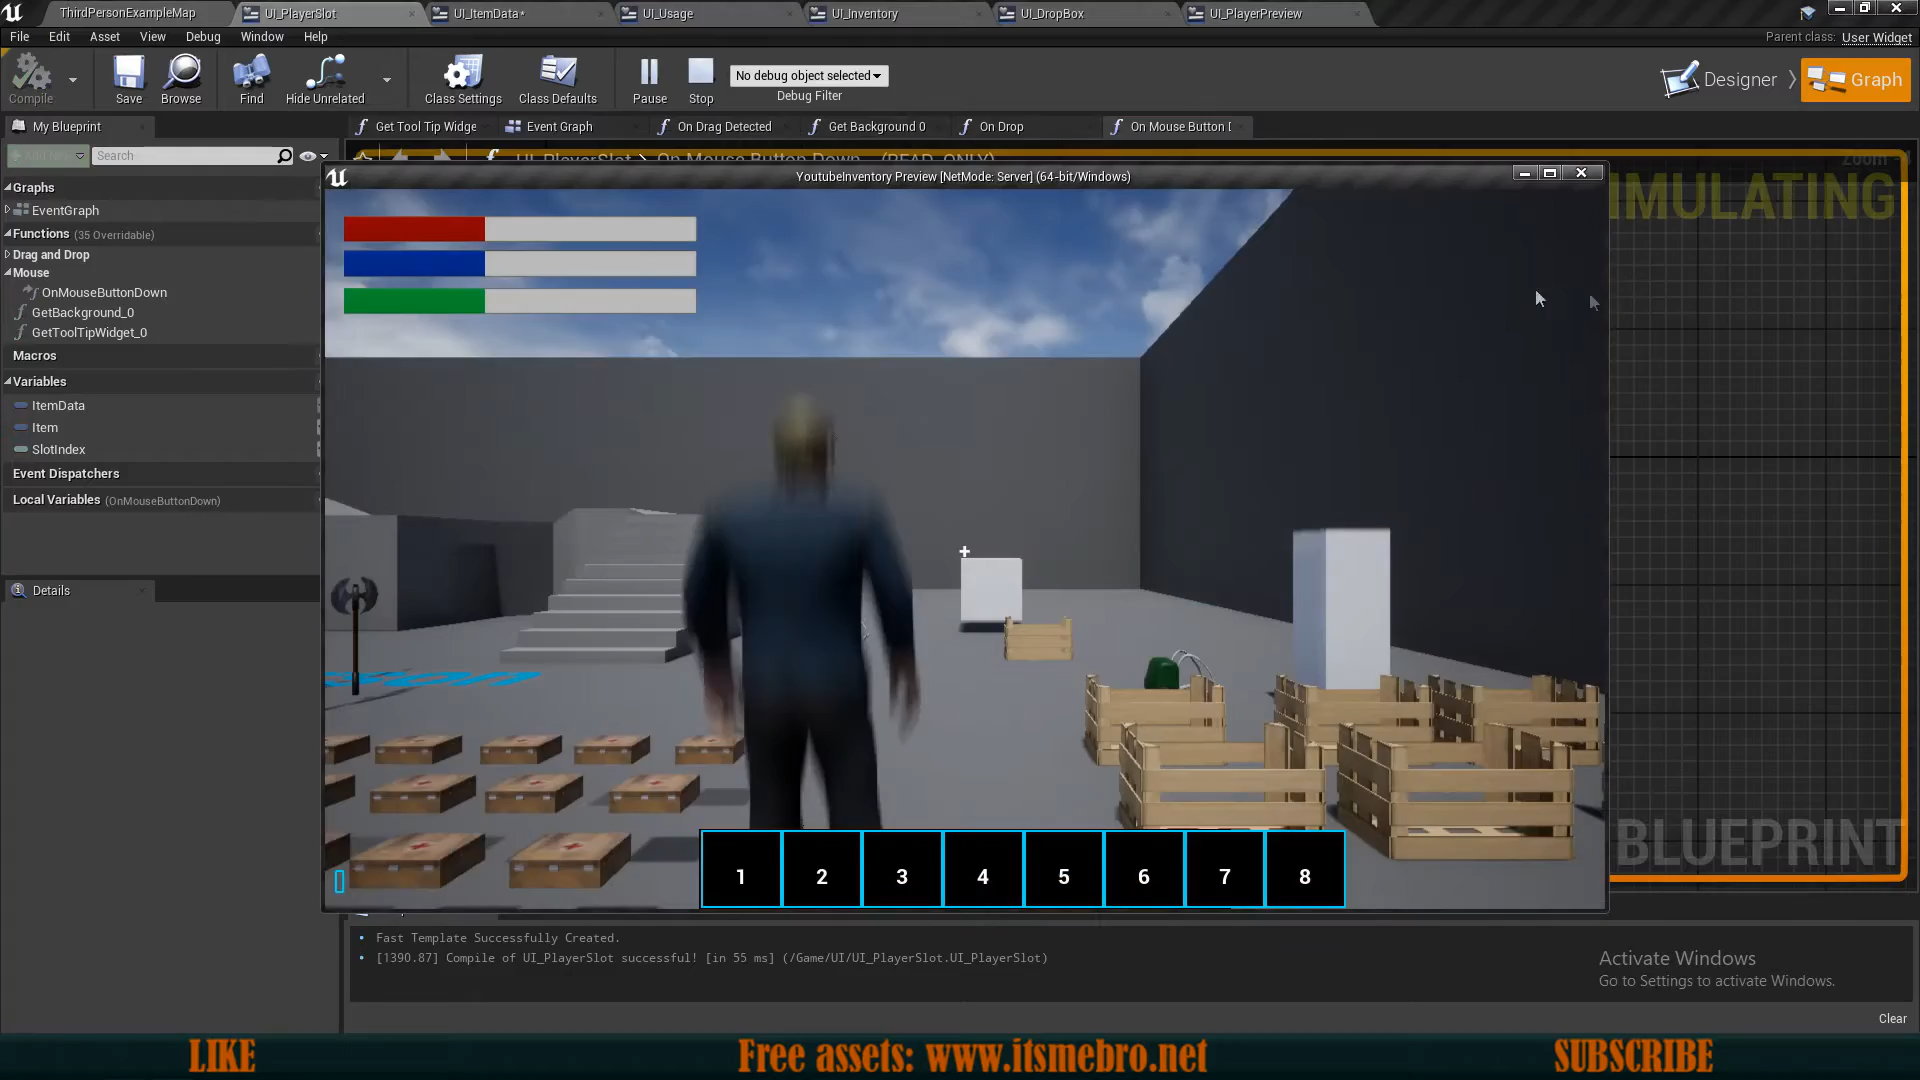 ThirdPersonExampleMap
UI_PlayerSlot
UI_ItemData*
UI_Usage
UI_Inventory
UI_DropBox
UI_PlayerPreview
File Edit Asset View Debug Window Help
Parent class: User Widget
Compile
Save
Browse
Find
Hide Unrelated
Class Settings
Class Defaults
Pause
Stop
No debug object selected
Debug Filter
Designer
Graph
My Blueprint
Get Tool Tip Widge
Event Graph
On Drag Detected
Get Background 0
On Drop
On Mouse Button D
Search
UI_PlayerSlot > On Mouse Button Down (READ_ONLY)
YoutubeInventory Preview [NetMode: Server] (64-bit/Windows)
IMULATING
Graphs
EventGraph
Functions (35 Overridable)
Drag and Drop
Mouse
OnMouseButtonDown
GetBackground_0
GetToolTipWidget_0
Macros
Variables
ItemData
Item
SlotIndex
Event Dispatchers
Local Variables (OnMouseButtonDown)
Details
BLUEPRINT
1 2 3 4 5 6 7 8
Fast Template Successfully Created.
[1390.87] Compile of UI_PlayerSlot successful! [in 55 ms] (/Game/UI/UI_PlayerSlot.UI_PlayerSlot)
Activate Windows
Go to Settings to activate Windows.
Clear
LIKE
Free assets: www.itsmebro.net
SUBSCRIBE